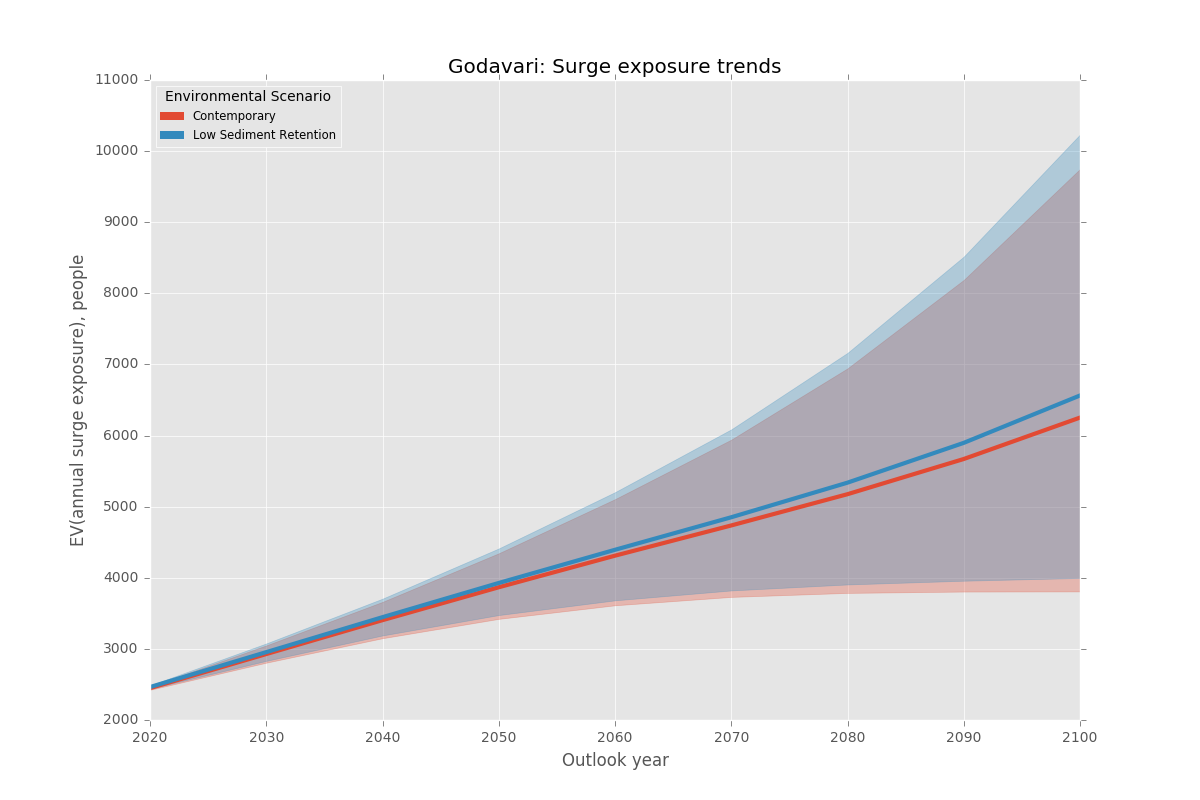 Godavari: Surge exposure trends
11000
10000
9000
8000
7000
6000
5000
4000
3000
2000
EV(annual surge exposure), people
Environmental Scenario
Contemporary
Low Sediment Retention
2020 2030 2040 2050 2060 2070 2080 2090 2100
Outlook year